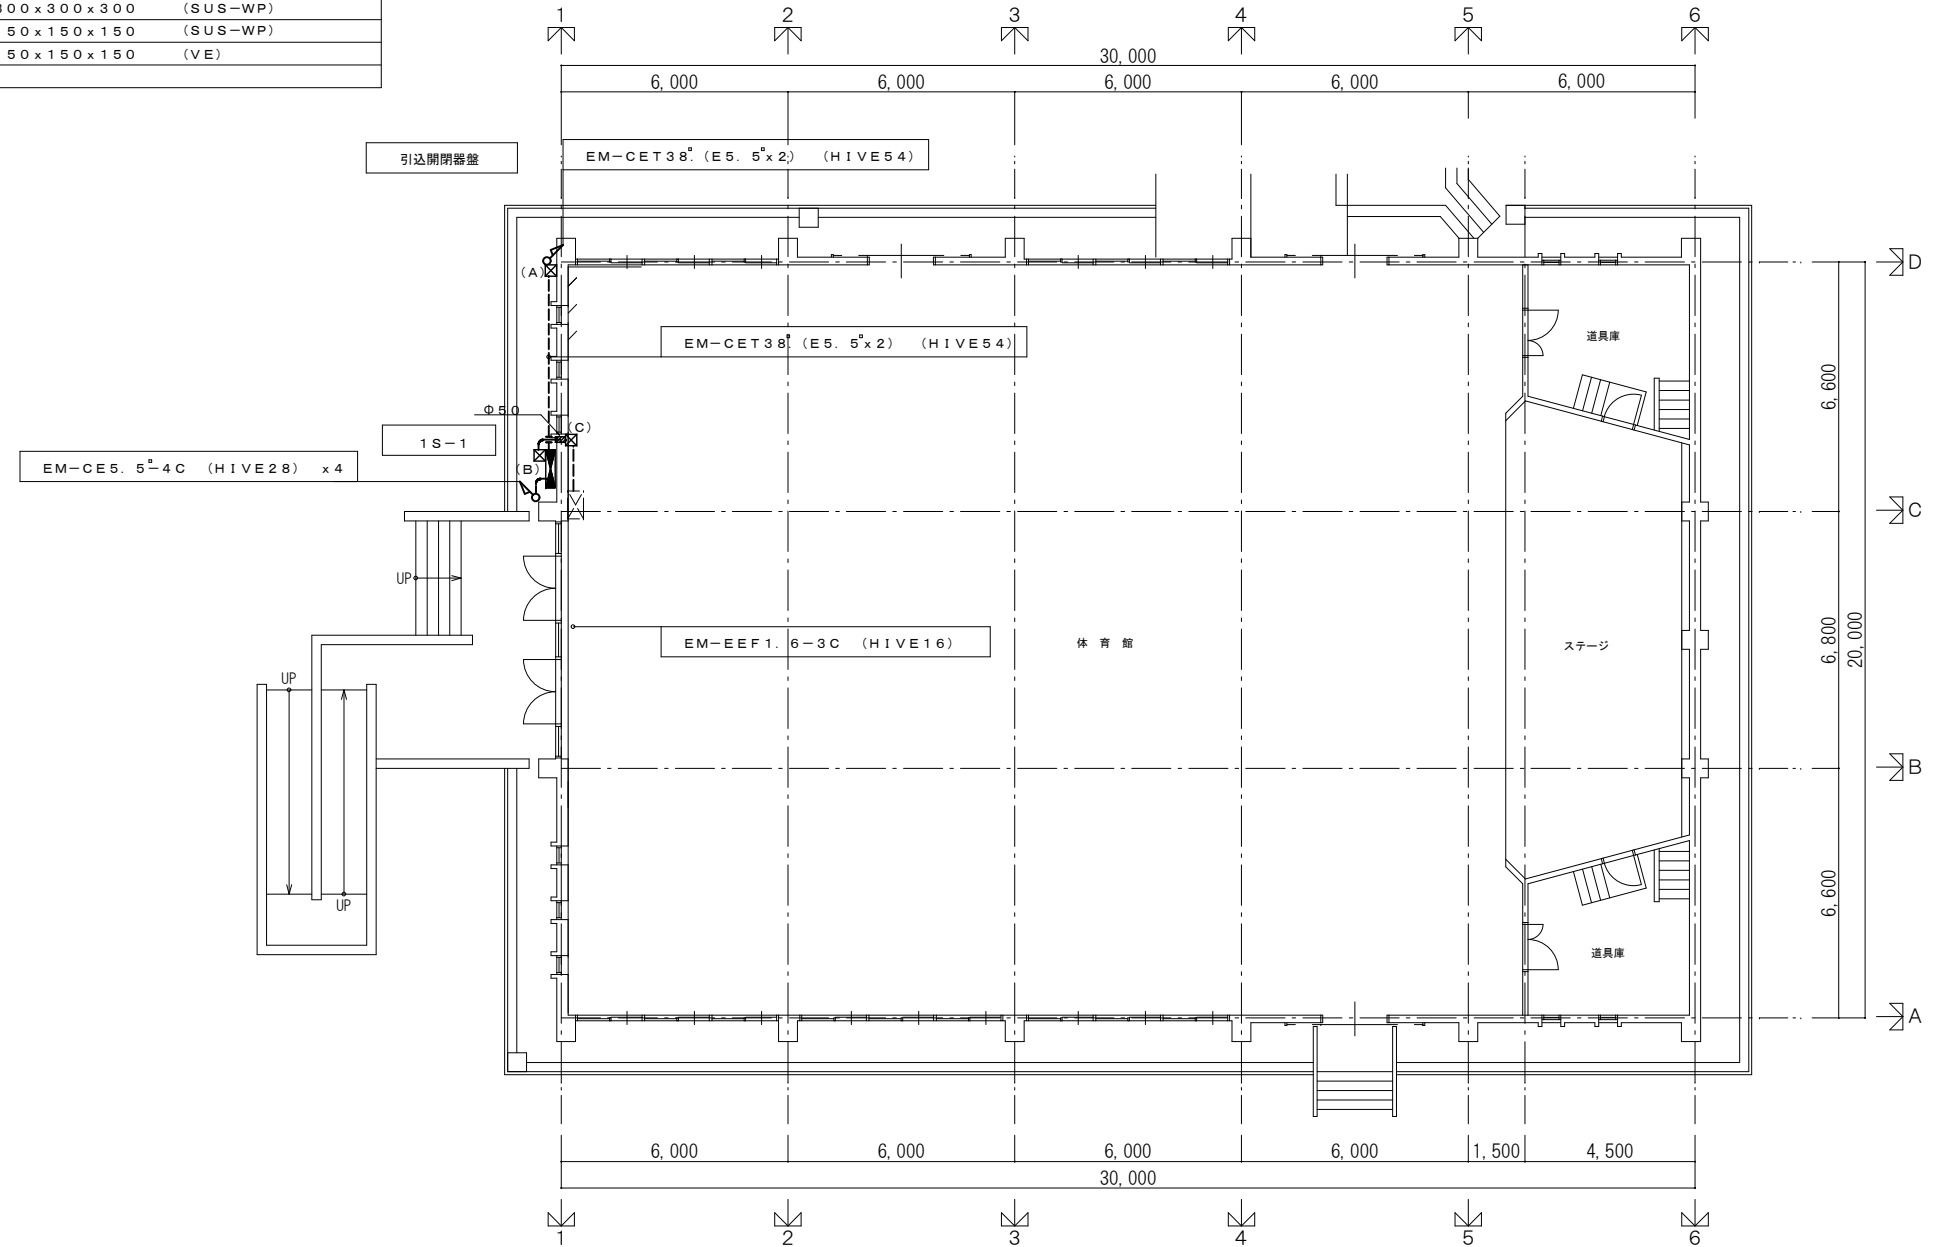 300x300x300 (SUS-WP)
50x150x150 (SUS-WP)
50x150x150 (VE)
1 2 3 4 5 6
30,000
6,000 6,000 6,000 6,000 6,000
引込開閉器盤
EM-CET38□.(E5.5□x2) (HIVE54)
(A)
D
EM-CET38□.(E5.5□x2) (HIVE54)
道具庫
6,600
Φ50
(C)
1S-1
EM-CE5.5□-4C (HIVE28) x4
(B)
C
UP
EM-EEF1.6-3C (HIVE16)
体育館
ステージ
6,800
20,000
UP
B
UP
6,600
道具庫
A
6,000 6,000 6,000 6,000 1,500 4,500
30,000
1 2 3 4 5 6